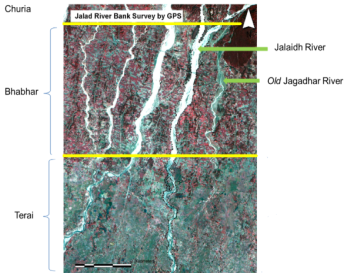 Churia
Jalad River Bank Survey by GPS
Jalaidh River
Bhabhar
Old Jagadhar River
Terai